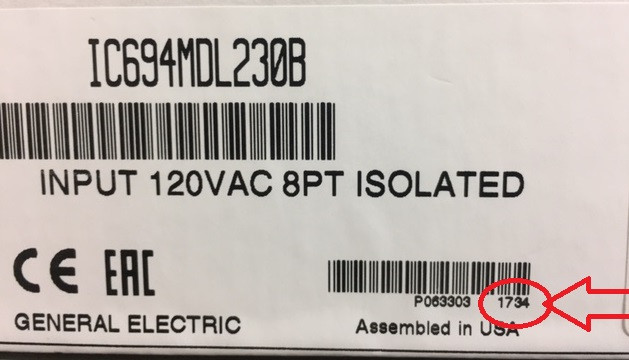 IC694MDL230B
INPUT 120VAC 8PT ISOLATED
CE EAC
P063303 1734
GENERAL ELECTRIC
Assembled in USA